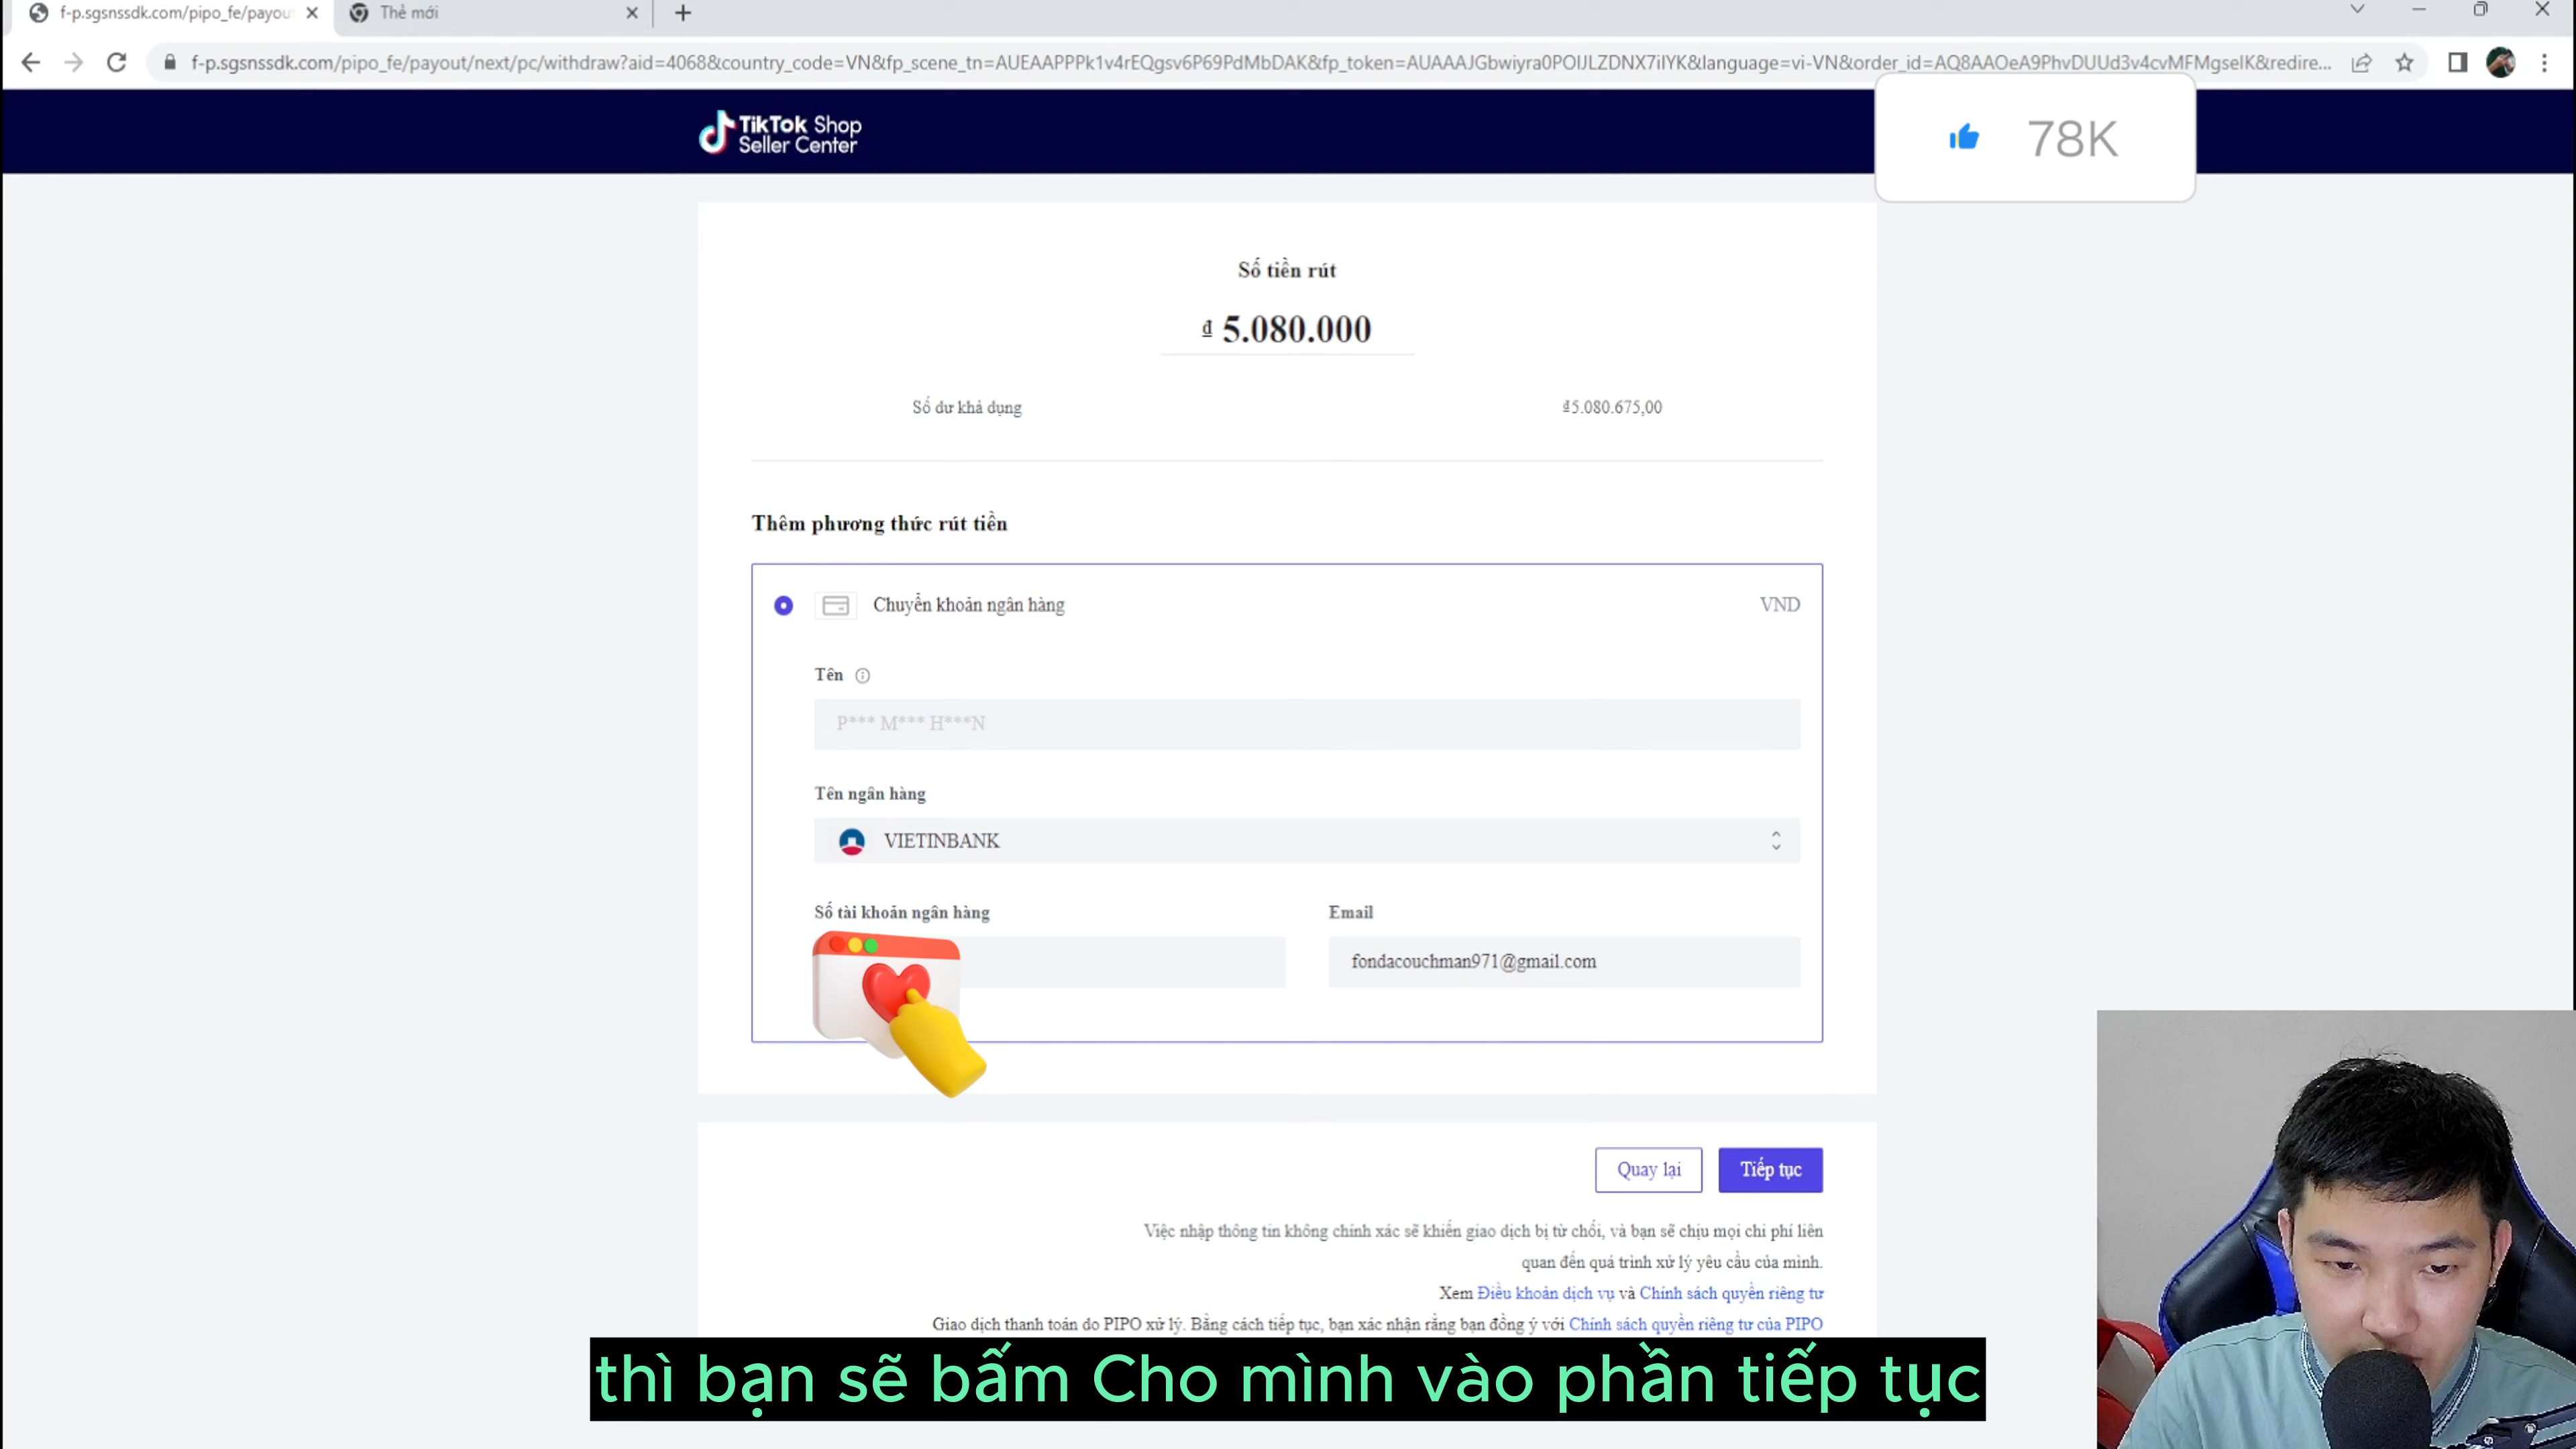 f-p.sgsnssdk.com/pipo_fe/payou
Thẻ mới
f-p.sgsnssdk.com/pipo_fe/payout/next/pc/withdraw?aid=4068&country_code=VN&fp_scene_tn=AUEAAPPPk1v4rEQgsv6P69PdMbDAK&fp_token=AUAAAJGbwiyra0POIJLZDNX7iIYK&language=vi-VN&order_id=AQ8AAOeA9PhvDUUd3v4cvMFMgselK&redire...
TikTok Shop
Seller Center
78K
Số tiền rút
₫ 5.080.000
Số dư khả dụng
₫5.080.675,00
Thêm phương thức rút tiền
Chuyển khoản ngân hàng
VND
Tên
P*** M*** H***N
Tên ngân hàng
VIETINBANK
Số tài khoản ngân hàng
Email
fondacouchman971@gmail.com
Quay lại
Tiếp tục
Việc nhập thông tin không chính xác sẽ khiến giao dịch bị từ chối, và bạn sẽ chịu mọi chi phí liên
quan đến quá trình xử lý yêu cầu của mình.
Xem Điều khoản dịch vụ và Chính sách quyền riêng tư
Giao dịch thanh toán do PIPO xử lý. Bằng cách tiếp tục, bạn xác nhận rằng bạn đồng ý với Chính sách quyền riêng tư của PIPO
thì bạn sẽ bấm Cho mình vào phần tiếp tục